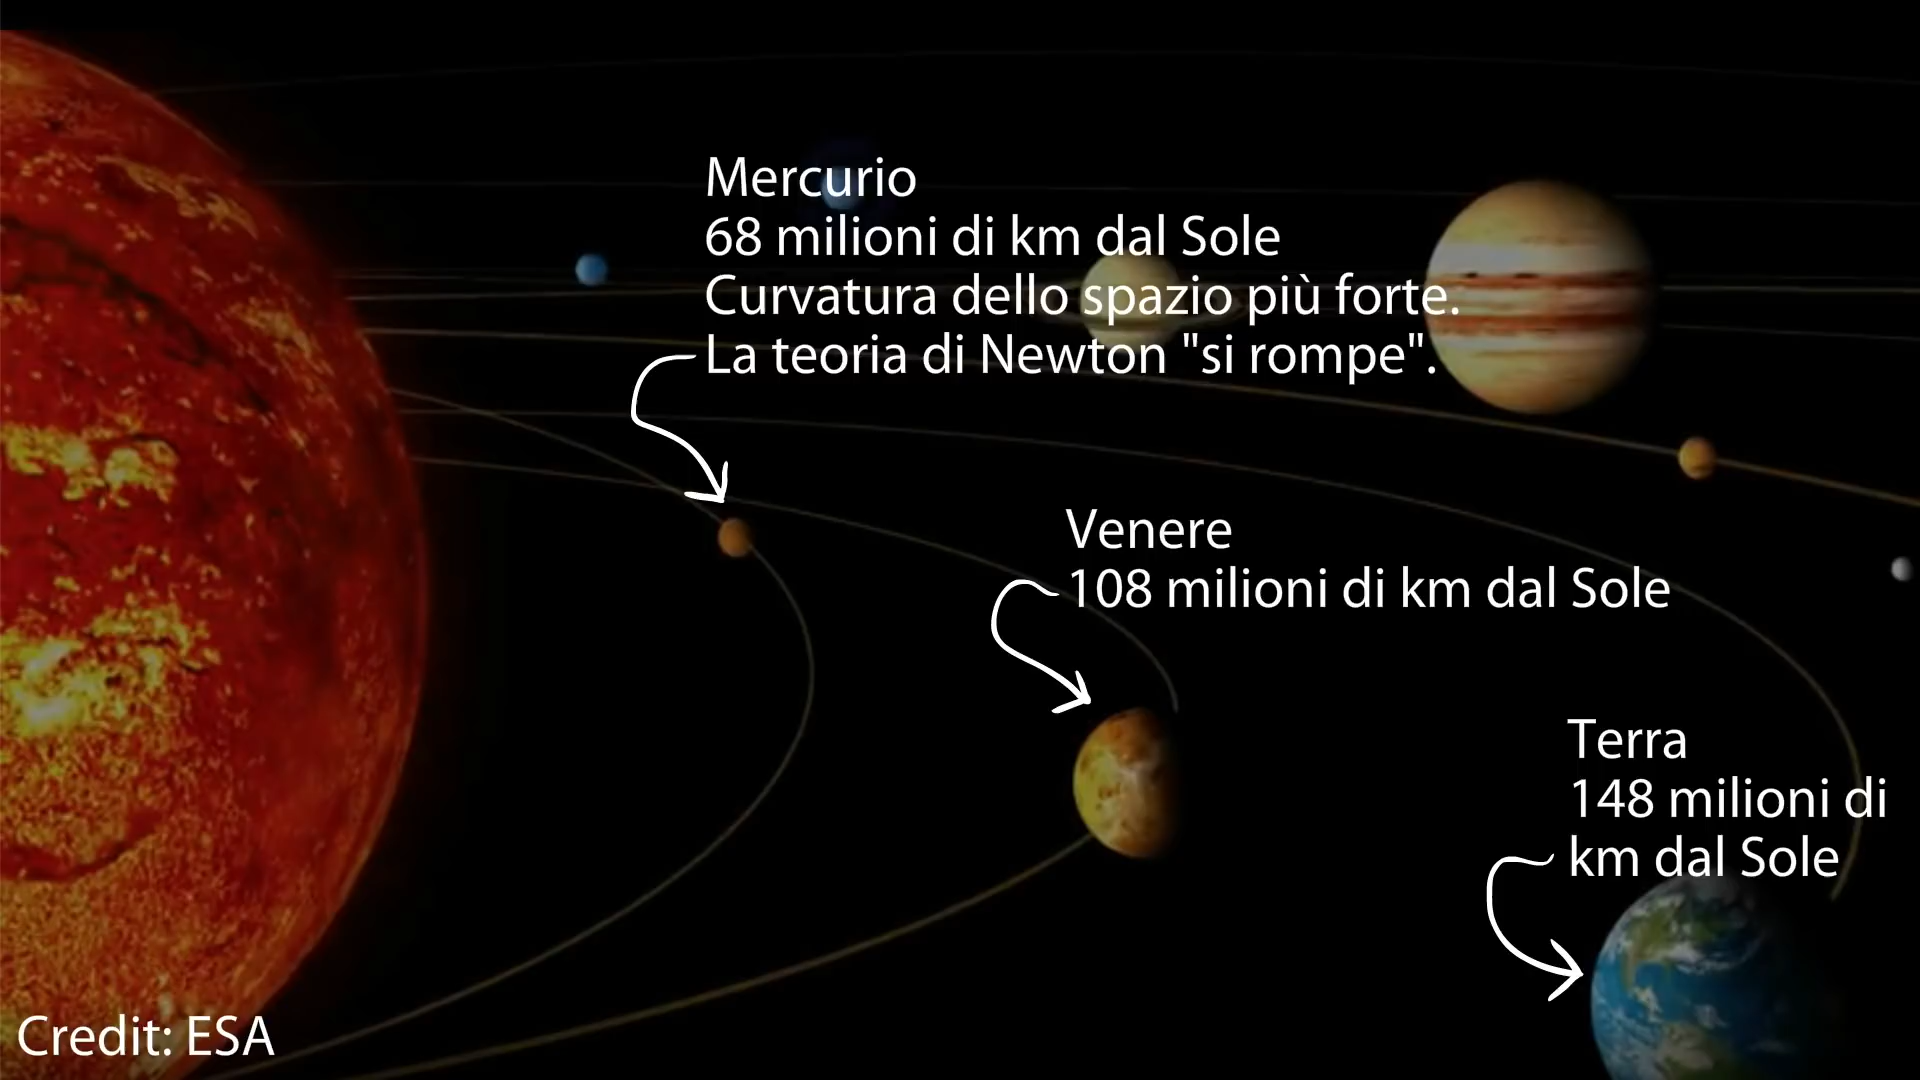 Mercurio
68 milioni di km dal Sole
Curvatura dello spazio più forte.
La teoria di Newton "si rompe".
Venere
108 milioni di km dal Sole
Terra
148 milioni di
km dal Sole
Credit: ESA